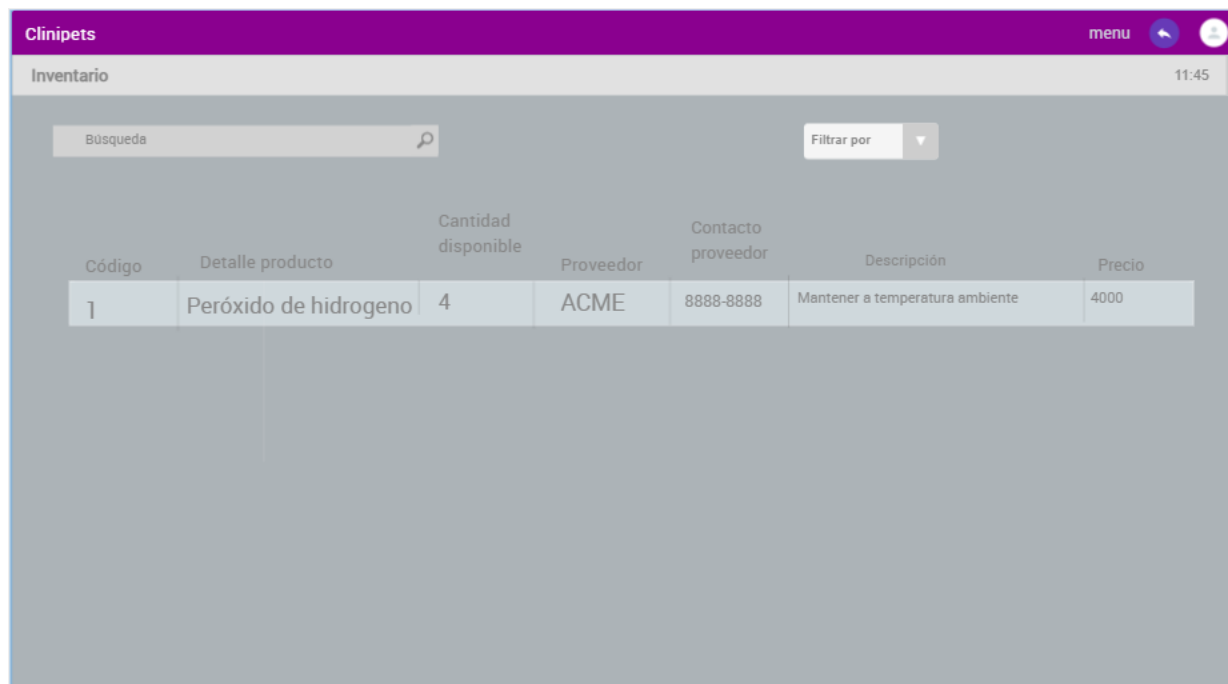 Clinipets menu
Inventario 11:45
Búsqueda Filtrar por
Cantidad
disponible
Contacto
proveedor
Código Detalle producto Proveedor Descripción Precio
1 Peróxido de hidrogeno 4 ACME 8888-8888 Mantener a temperatura ambiente 4000